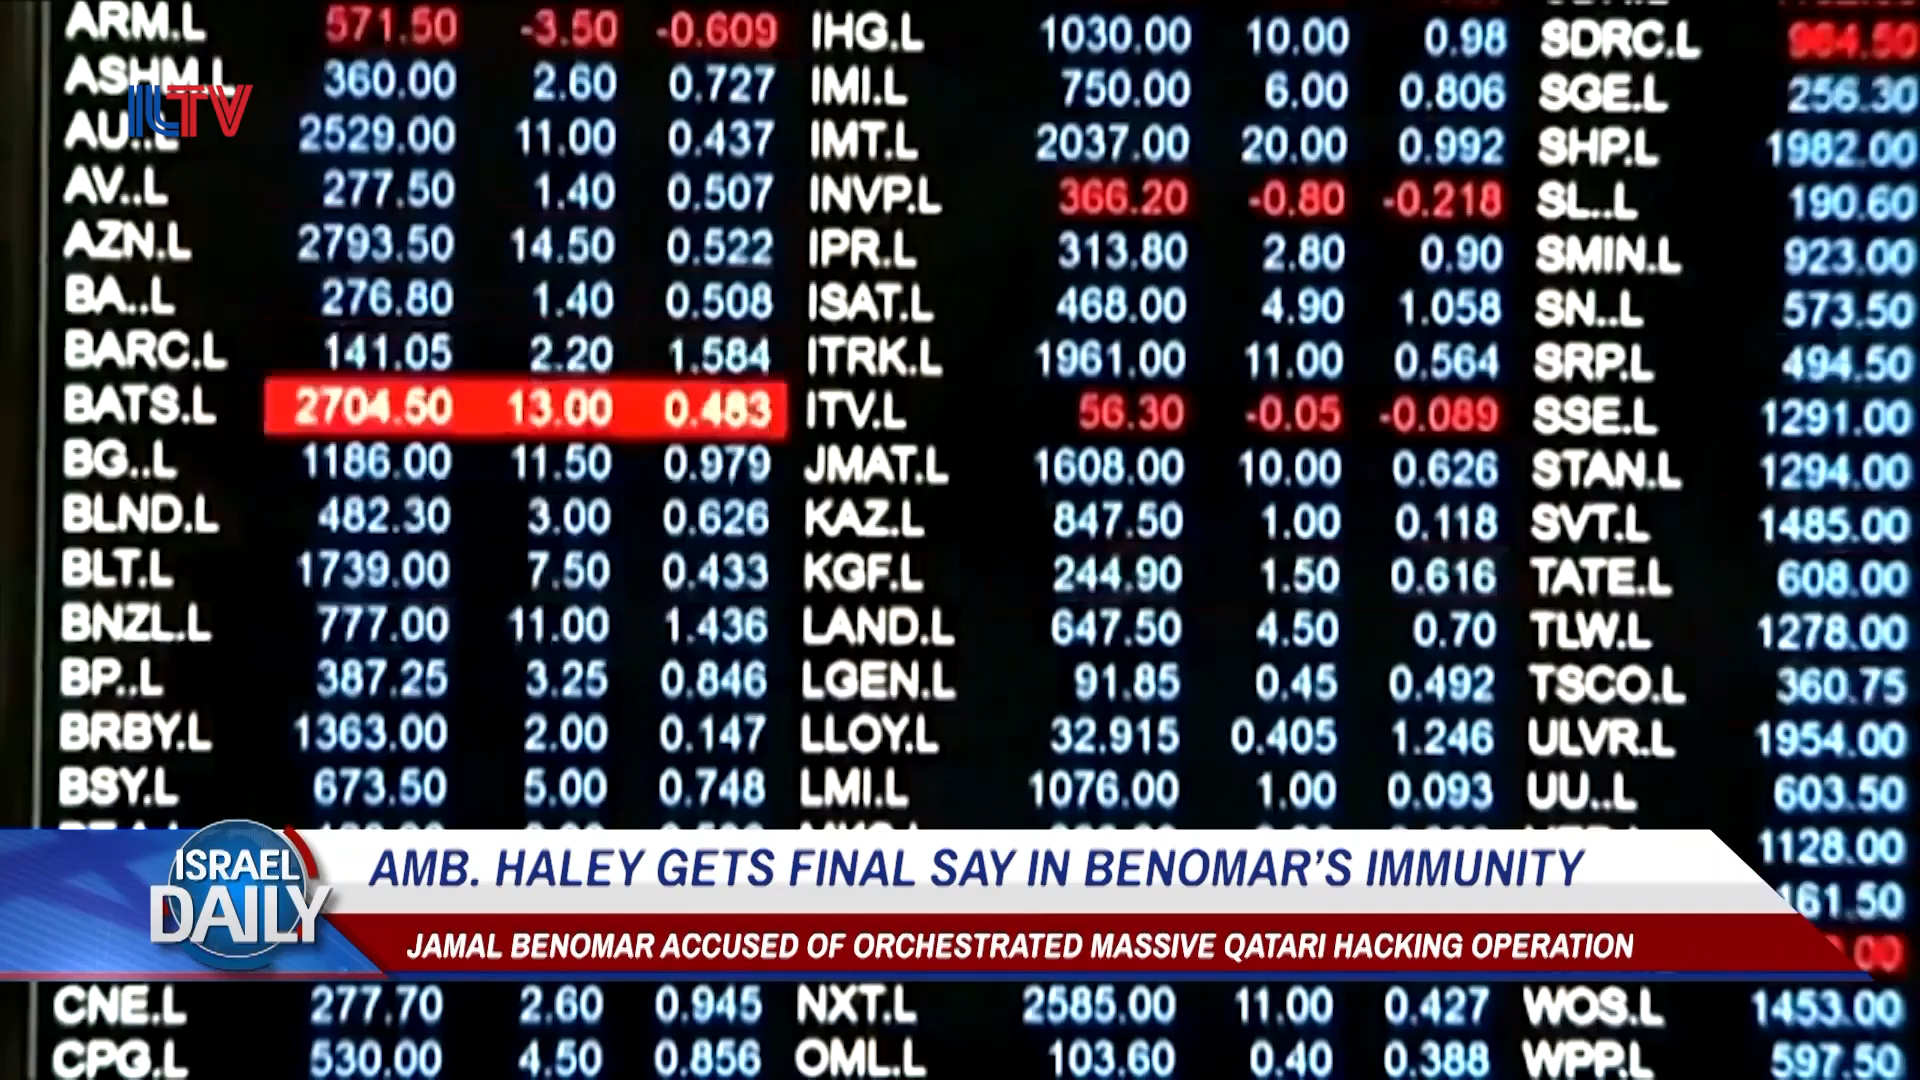 ARM.L 571.50 -3.50 -0.609 IHG.L 1030.00 10.00 0.98 SDRC.L 964.50
ASHM.L 360.00 2.60 0.727 IMI.L 750.00 6.00 0.806 SGE.L 256.30
ILTV
AU..L 2529.00 11.00 0.437 IMT.L 2037.00 20.00 0.992 SHP.L 1982.00
AV..L 277.50 1.40 0.507 INVP.L 366.20 -0.80 -0.218 SL..L 190.60
AZN.L 2793.50 14.50 0.522 IPR.L 313.80 2.80 0.90 SMIN.L 923.00
BA..L 276.80 1.40 0.508 ISAT.L 468.00 4.90 1.058 SN..L 573.50
BARC.L 141.05 2.20 1.584 ITRK.L 1961.00 11.00 0.564 SRP.L 494.50
BATS.L 2704.50 13.00 0.483 ITV.L 56.30 -0.05 -0.089 SSE.L 1291.00
BG..L 1186.00 11.50 0.979 JMAT.L 1608.00 10.00 0.626 STAN.L 1294.00
BLND.L 482.30 3.00 0.626 KAZ.L 847.50 1.00 0.118 SVT.L 1485.00
BLT.L 1739.00 7.50 0.433 KGF.L 244.90 1.50 0.616 TATE.L 608.00
BNZL.L 777.00 11.00 1.436 LAND.L 647.50 4.50 0.70 TLW.L 1278.00
BP..L 387.25 3.25 0.846 LGEN.L 91.85 0.45 0.492 TSCO.L 360.75
BRBY.L 1363.00 2.00 0.147 LLOY.L 32.915 0.405 1.246 ULVR.L 1954.00
BSY.L 673.50 5.00 0.748 LMI.L 1076.00 1.00 0.093 UU..L 603.50
1128.00
ISRAEL
DAILY
AMB. HALEY GETS FINAL SAY IN BENOMAR'S IMMUNITY
161.50
JAMAL BENOMAR ACCUSED OF ORCHESTRATED MASSIVE QATARI HACKING OPERATION
CNE.L 277.70 2.60 0.945 NXT.L 2585.00 11.00 0.427 WOS.L 1453.00
CPG.L 530.00 4.50 0.856 OML.L 103.60 0.40 0.388 WPP.L 597.50